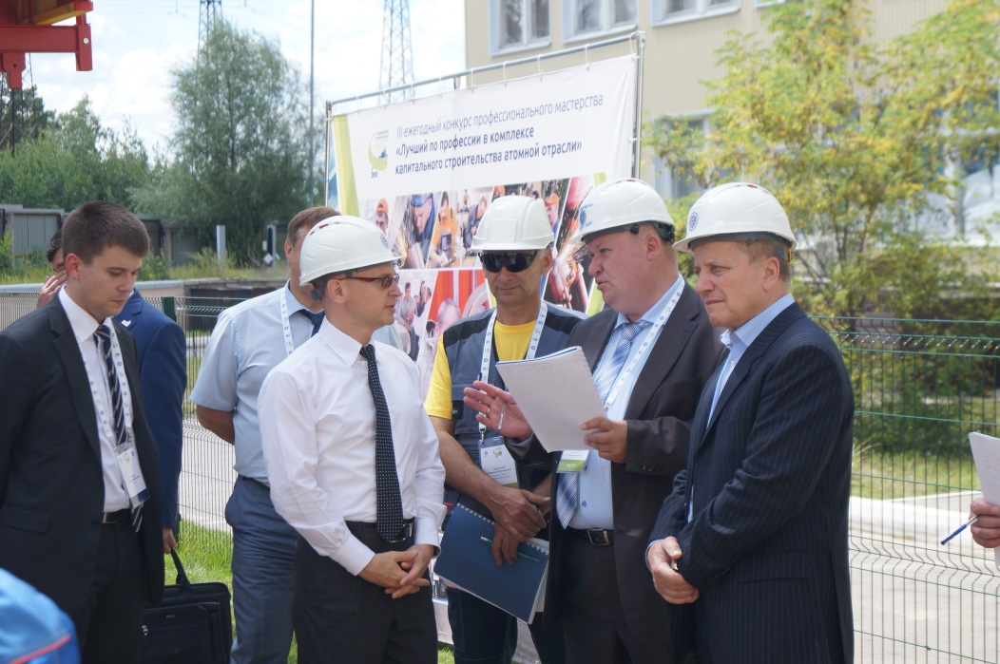 III ежегодный конкурс профессионального мастерства
«Лучший по профессии в комплексе
капитального строительства атомной отрасли»